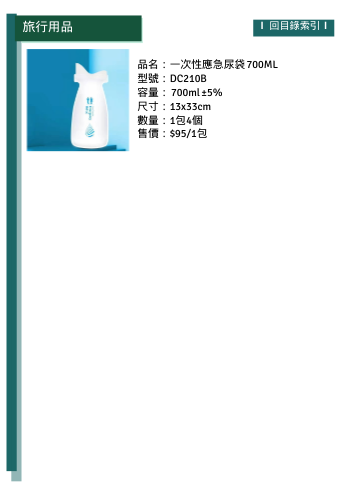 旅行用品
I 回目錄索引 I
品名：一次性應急尿袋 700ML
型號：DC210B
容量： 700ml ±5%
尺寸：13x33cm
數量：1包4個
售價：$95/1包